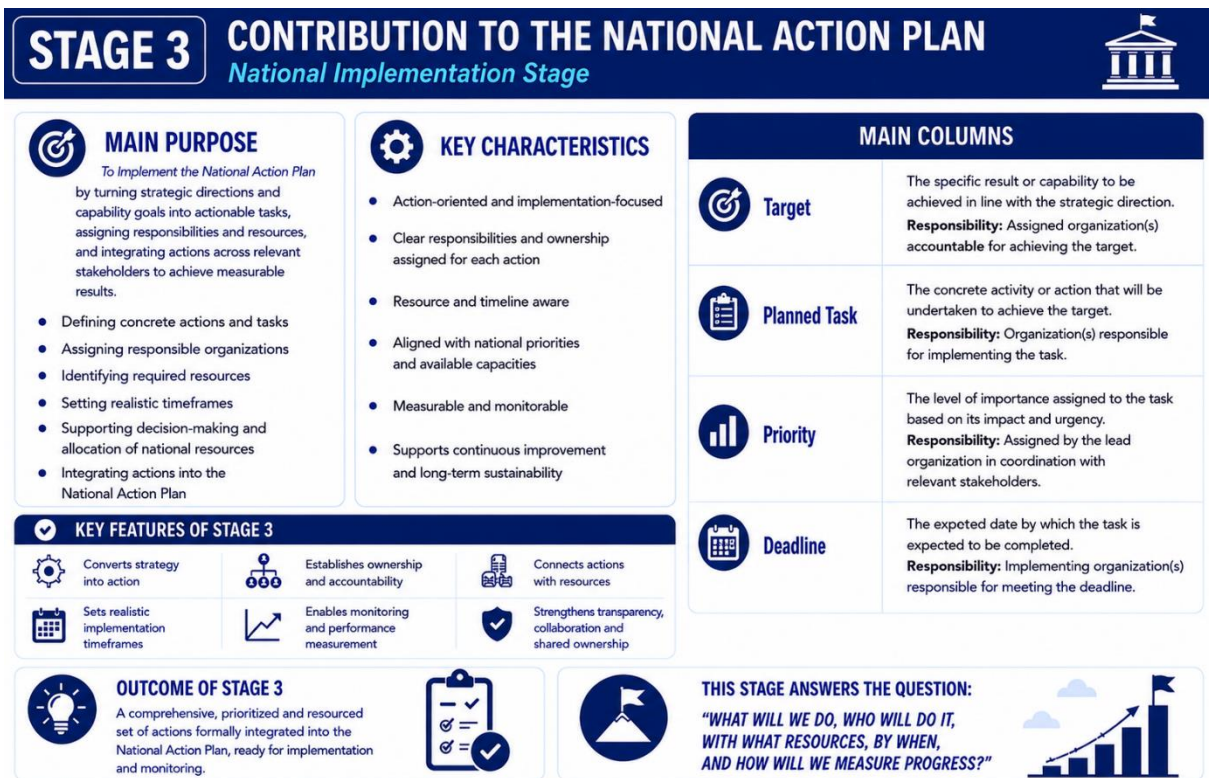 STAGE 3
CONTRIBUTION TO THE NATIONAL ACTION PLAN
National Implementation Stage
MAIN PURPOSE
To Implement the National Action Plan
by turning strategic directions and
capability goals into actionable tasks,
assigning responsibilities and resources,
and integrating actions across relevant
stakeholders to achieve measurable
results.
• Defining concrete actions and tasks
• Assigning responsible organizations
• Identifying required resources
• Setting realistic timeframes
• Supporting decision-making and
allocation of national resources
• Integrating actions into the
National Action Plan
KEY CHARACTERISTICS
• Action-oriented and implementation-focused
• Clear responsibilities and ownership
assigned for each action
• Resource and timeline aware
• Aligned with national priorities
and available capacities
• Measurable and monitorable
• Supports continuous improvement
and long-term sustainability
MAIN COLUMNS
Target
The specific result or capability to be
achieved in line with the strategic direction.
Responsibility: Assigned organization(s)
accountable for achieving the target.
Planned Task
The concrete activity or action that will be
undertaken to achieve the target.
Responsibility: Organization(s) responsible
for implementing the task.
Priority
The level of importance assigned to the task
based on its impact and urgency.
Responsibility: Assigned by the lead
organization in coordination with
relevant stakeholders.
Deadline
The expoted date by which the task is
expected to be completed.
Responsibility: Implementing organization(s)
responsible for meeting the deadline.
KEY FEATURES OF STAGE 3
Converts strategy
into action
Establishes ownership
and accountability
Connects actions
with resources
Sets realistic
implementation
timeframes
Enables monitoring
and performance
measurement
Strengthens transparency,
collaboration and
shared ownership
OUTCOME OF STAGE 3
A comprehensive, prioritized and resourced
set of actions formally integrated into the
National Action Plan, ready for implementation
and monitoring.
THIS STAGE ANSWERS THE QUESTION:
"WHAT WILL WE DO, WHO WILL DO IT,
WITH WHAT RESOURCES, BY WHEN,
AND HOW WILL WE MEASURE PROGRESS?"